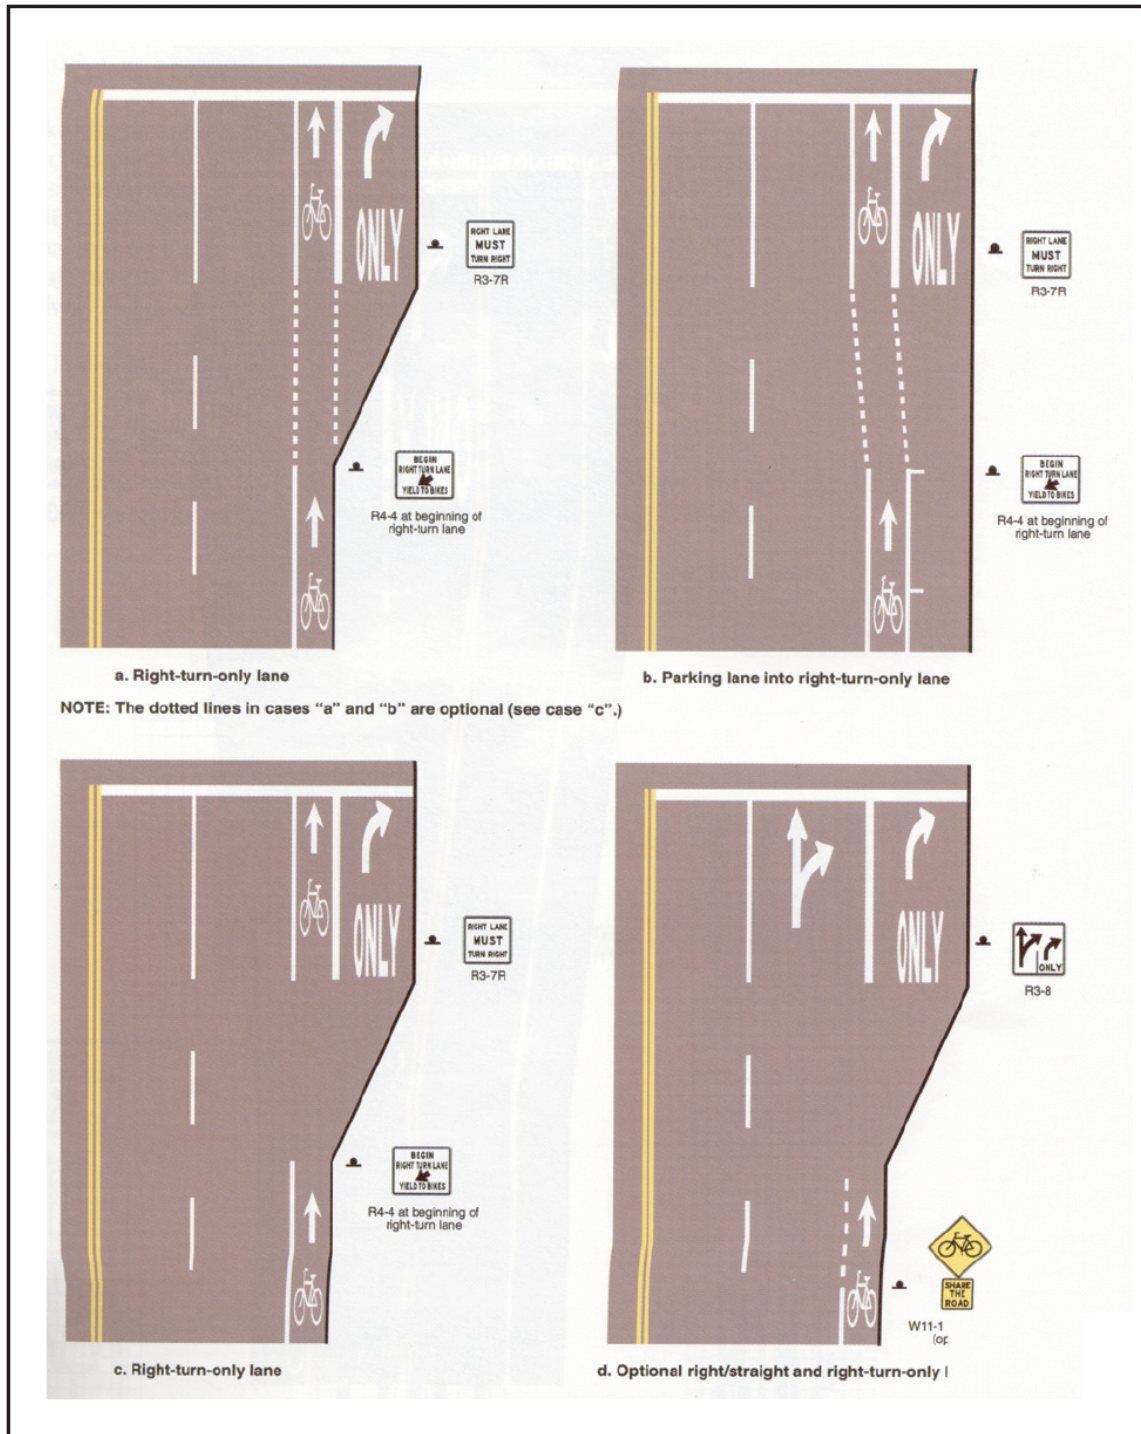 ONLY
RIGHT LANE
MUST
TURN RIGHT
R3-7R
BEGIN
RIGHT TURN LANE
YIELD TO BIKES
R4-4 at beginning of
right-turn lane
a. Right-turn-only lane
ONLY
RIGHT LANE
MUST
TURN RIGHT
R3-7R
BEGIN
RIGHT TURN LANE
YIELD TO BIKES
R4-4 at beginning of
right-turn lane
b. Parking lane into right-turn-only lane
NOTE: The dotted lines in cases “a” and “b” are optional (see case “c”.)
ONLY
RIGHT LANE
MUST
TURN RIGHT
R3-7R
BEGIN
RIGHT TURN LANE
YIELD TO BIKES
R4-4 at beginning of
right-turn lane
c. Right-turn-only lane
ONLY
ONLY
R3-8
SHARE
THE
ROAD
W11-1
(op
d. Optional right/straight and right-turn-only l